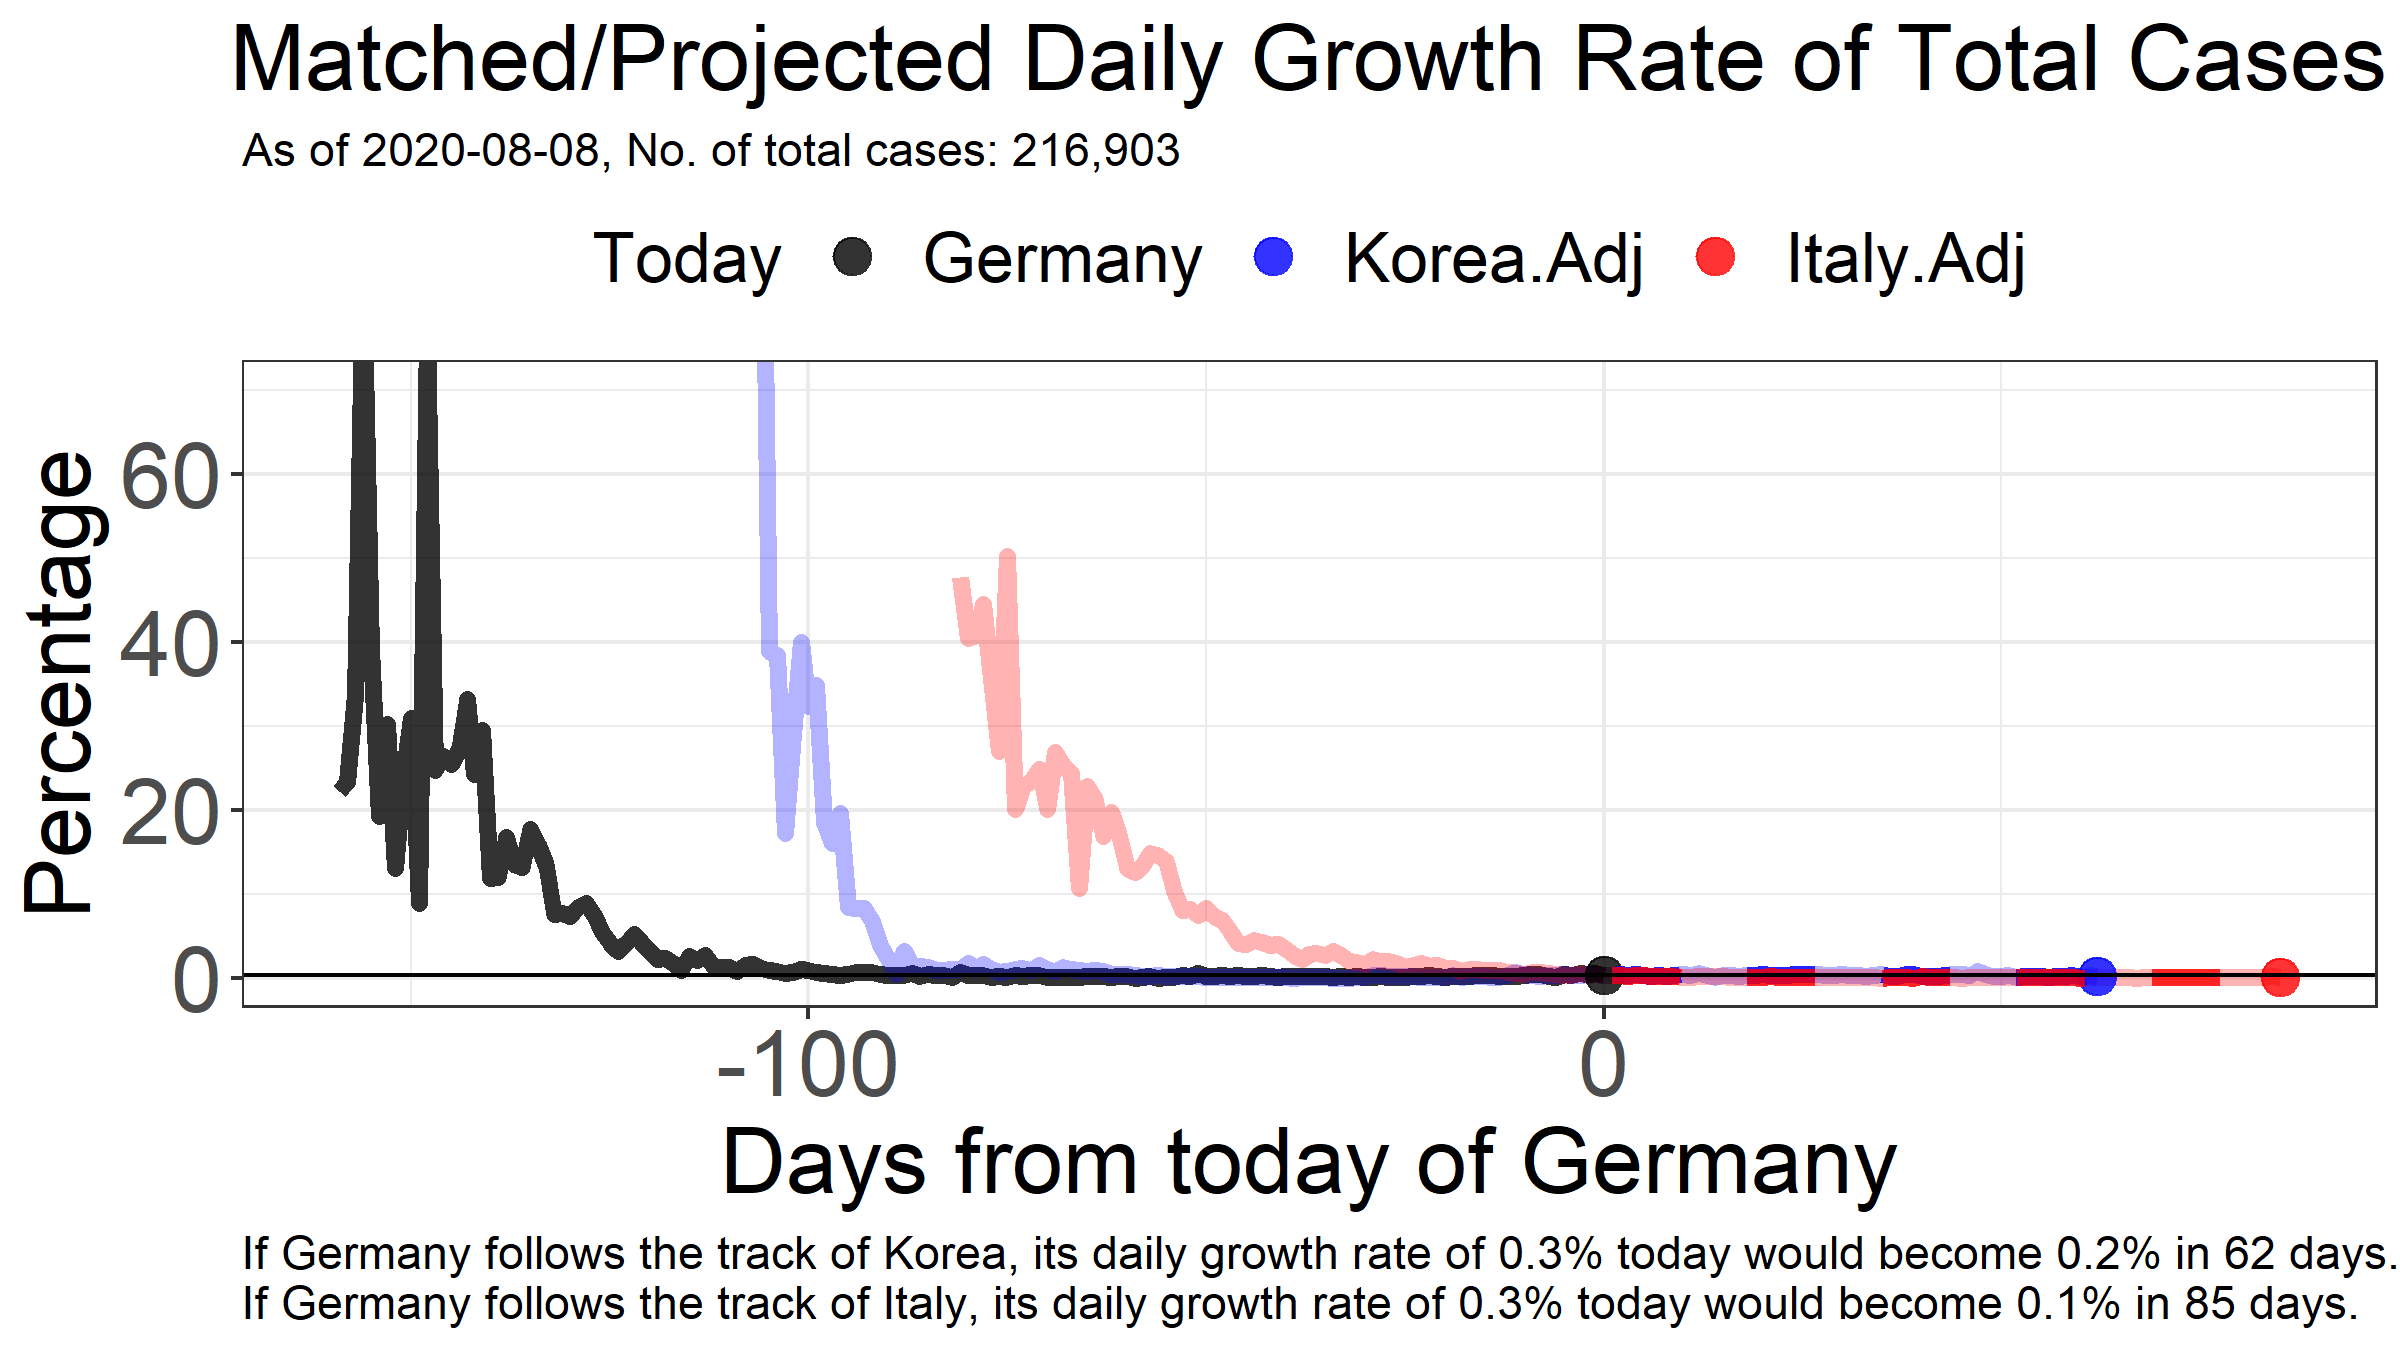 Matched/Projected Daily Growth Rate of Total Cases
As of 2020-08-08, No. of total cases: 216,903
Today Germany Korea.Adj Italy.Adj
Percentage
60
40
20
0
-100 0
Days from today of Germany
If Germany follows the track of Korea, its daily growth rate of 0.3% today would become 0.2% in 62 days.
If Germany follows the track of Italy, its daily growth rate of 0.3% today would become 0.1% in 85 days.